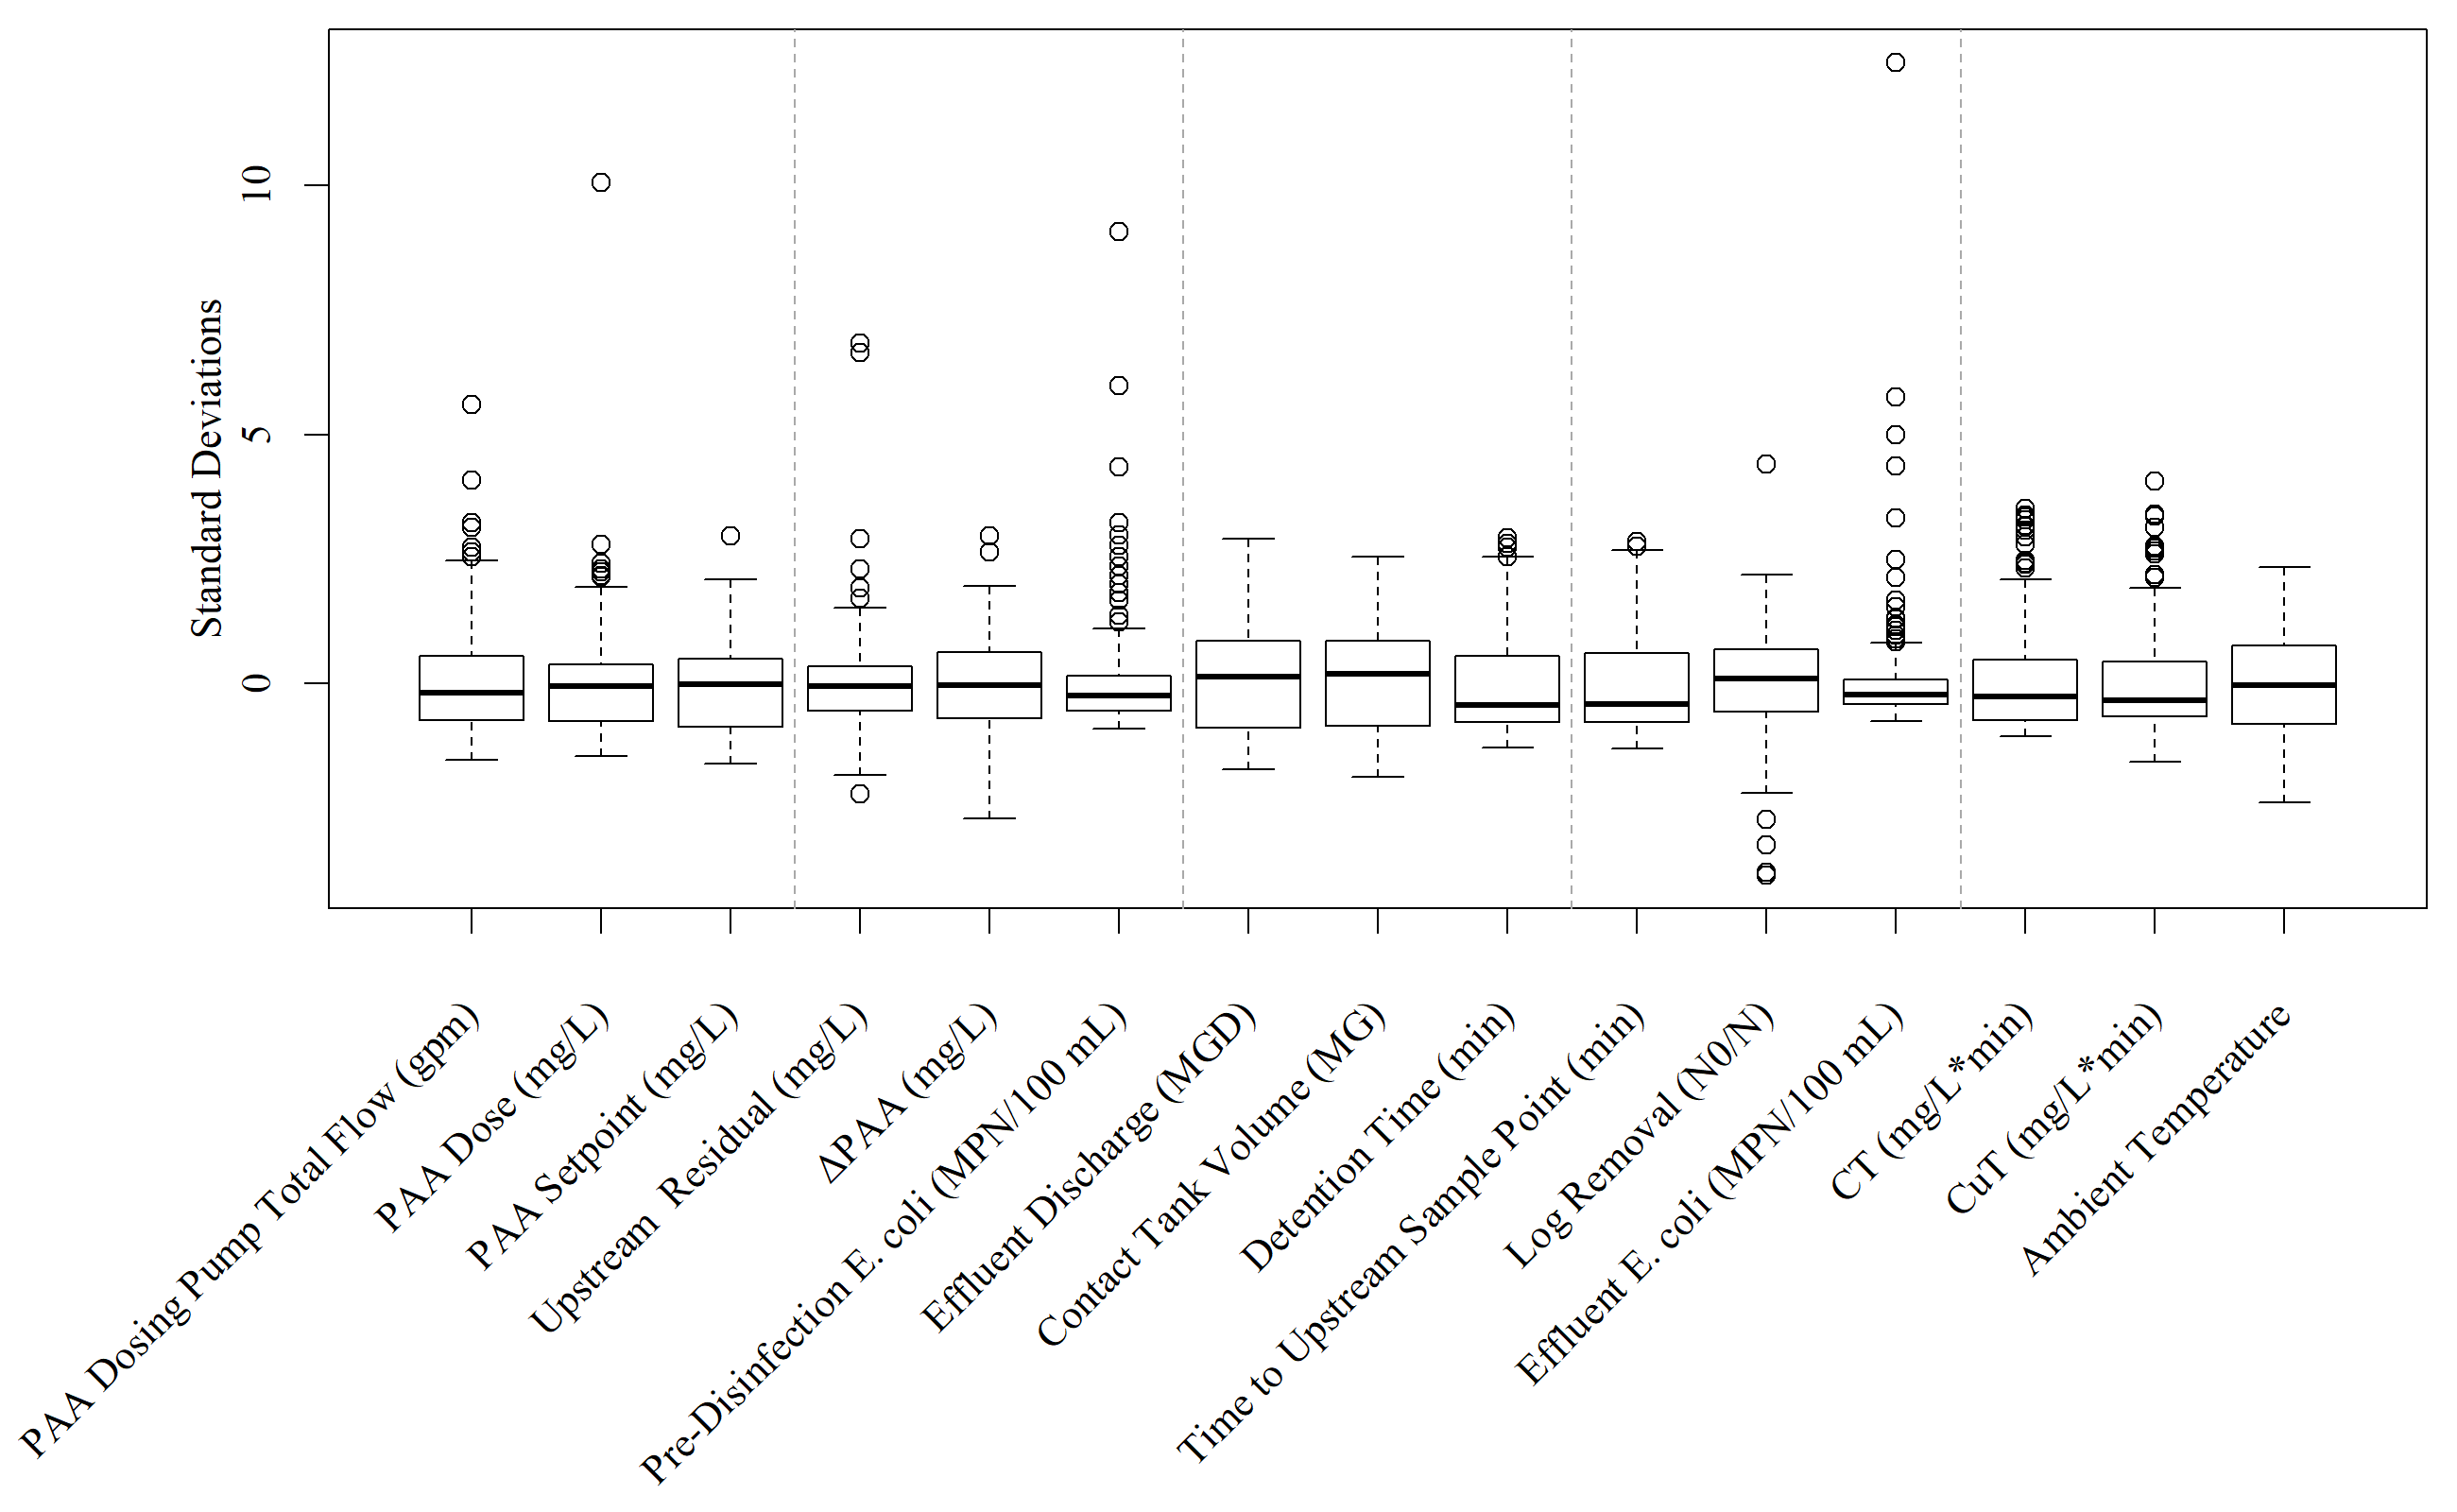 Standard Deviations
10
5
0
PAA Dosing Pump Total Flow (gpm)
PAA Dose (mg/L)
PAA Setpoint (mg/L)
Upstream  Residual (mg/L)
ΔPAA (mg/L)
Pre-Disinfection E. coli (MPN/100 mL)
Effluent Discharge (MGD)
Contact Tank Volume (MG)
Detention Time (min)
Time to Upstream Sample Point (min)
Log Removal (N0/N)
Effluent E. coli (MPN/100 mL)
CT (mg/L*min)
CuT (mg/L*min)
Ambient Temperature